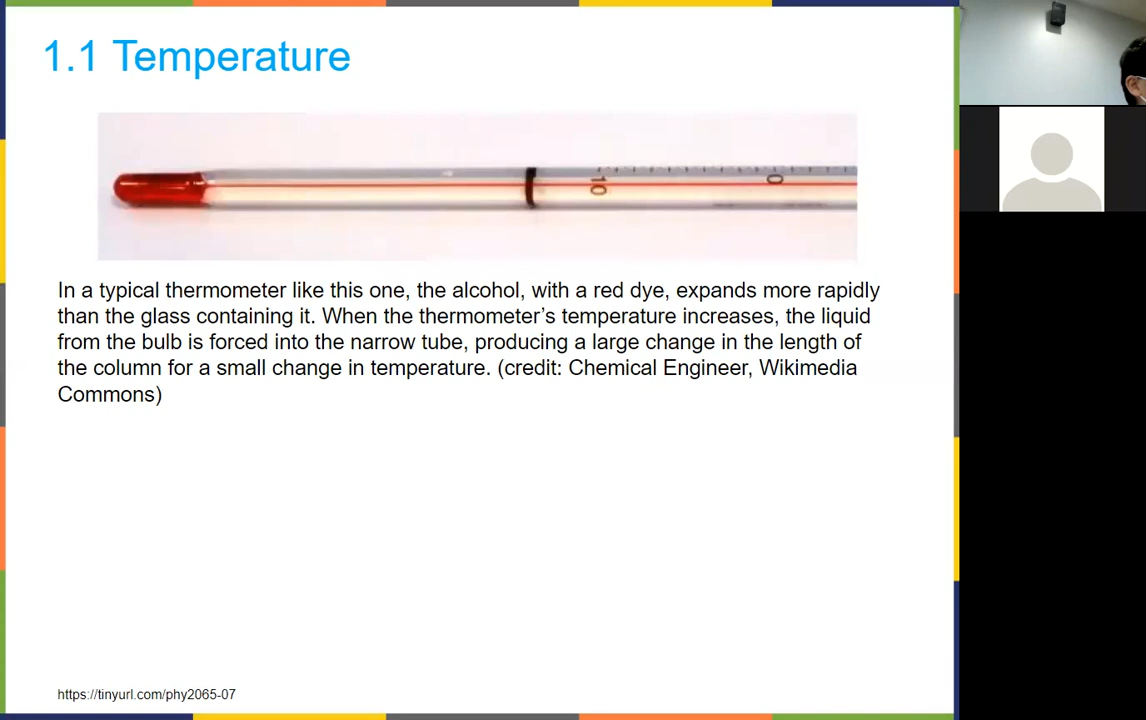 1.1 Temperature
10
0
In a typical thermometer like this one, the alcohol, with a red dye, expands more rapidly
than the glass containing it. When the thermometer’s temperature increases, the liquid
from the bulb is forced into the narrow tube, producing a large change in the length of
the column for a small change in temperature. (credit: Chemical Engineer, Wikimedia
Commons)
https://tinyurl.com/phy2065-07